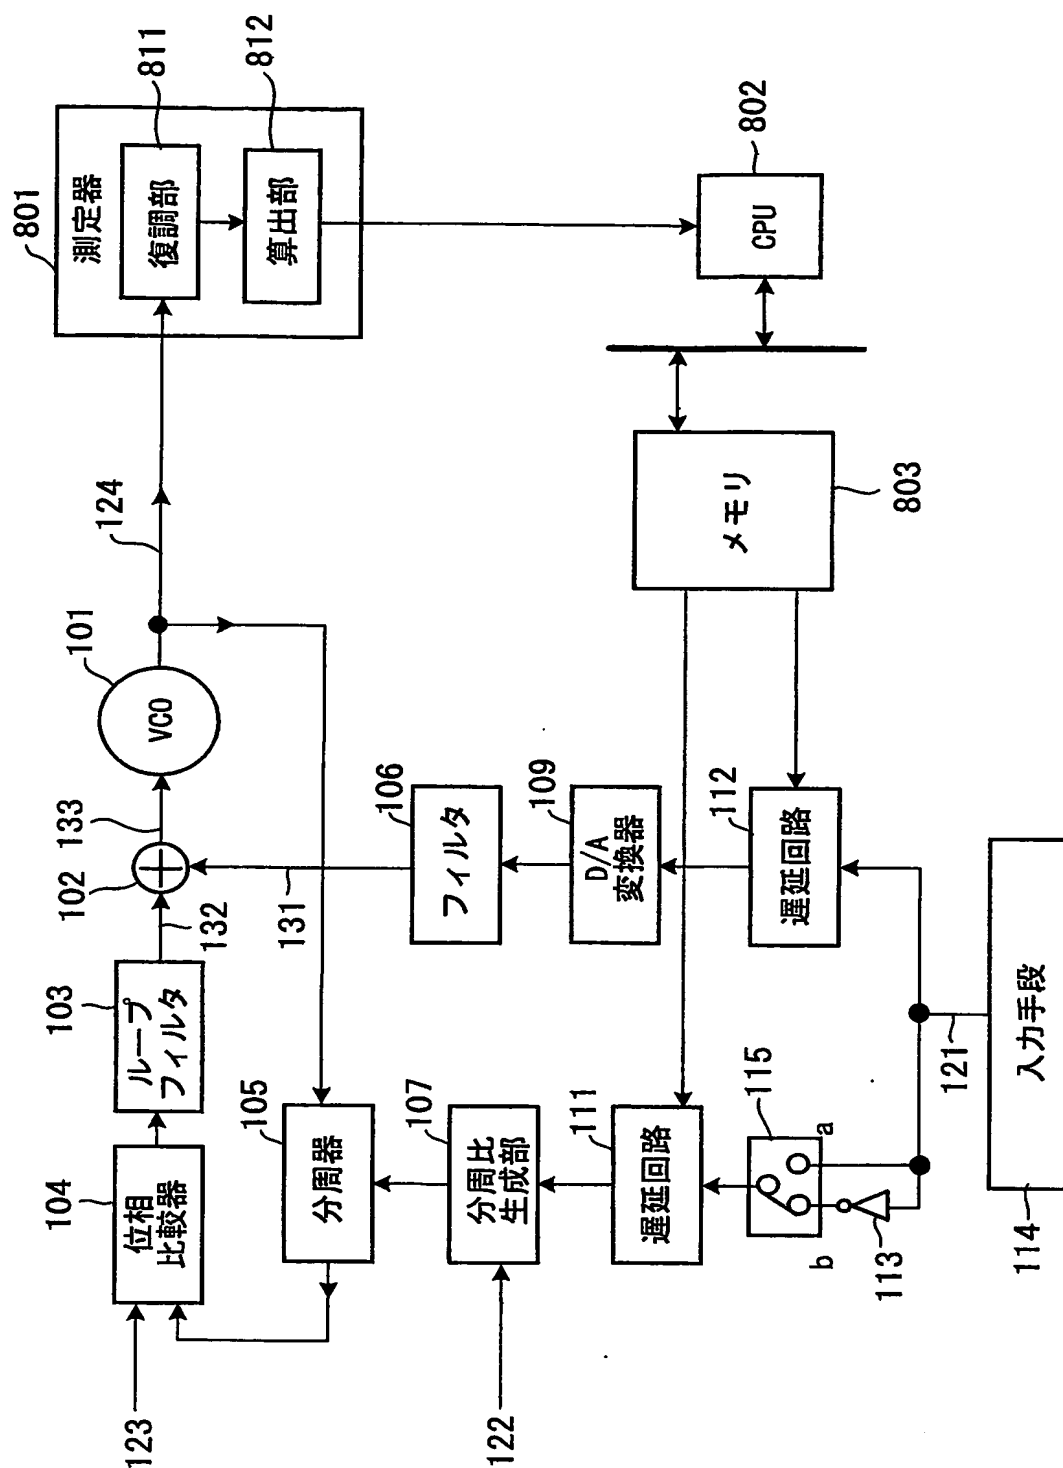 801
測定器
復調部
811
算出部
812
802
CPU
メモリ
803
124
101
VCO
133
102
132
131
103
ループ
フィルタ
104
位相
比較器
123
105
分周器
106
フィルタ
109
D/A
変換器
112
遅延回路
107
分周比
生成部
122
111
遅延回路
115
a
b
113
121
入力手段
114